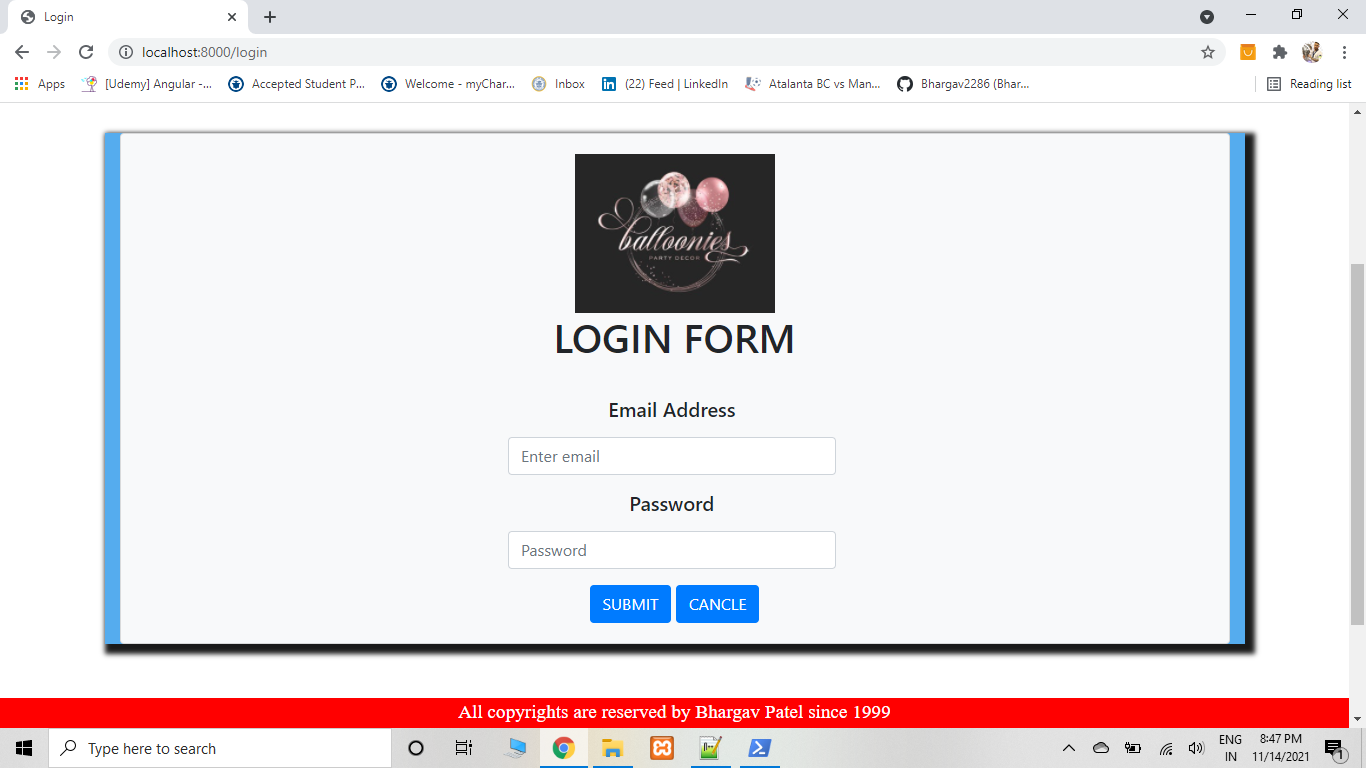 Login
localhost:8000/login
Apps
[Udemy] Angular -...
Accepted Student P...
Welcome - myChar...
Inbox
(22) Feed | LinkedIn
Atalanta BC vs Man...
Bhargav2286 (Bhar...
Reading list
balloonies
PARTY DECOR
LOGIN FORM
Email Address
Enter email
Password
Password
SUBMIT CANCLE
All copyrights are reserved by Bhargav Patel since 1999
Type here to search
ENG
IN
8:47 PM
11/14/2021
1